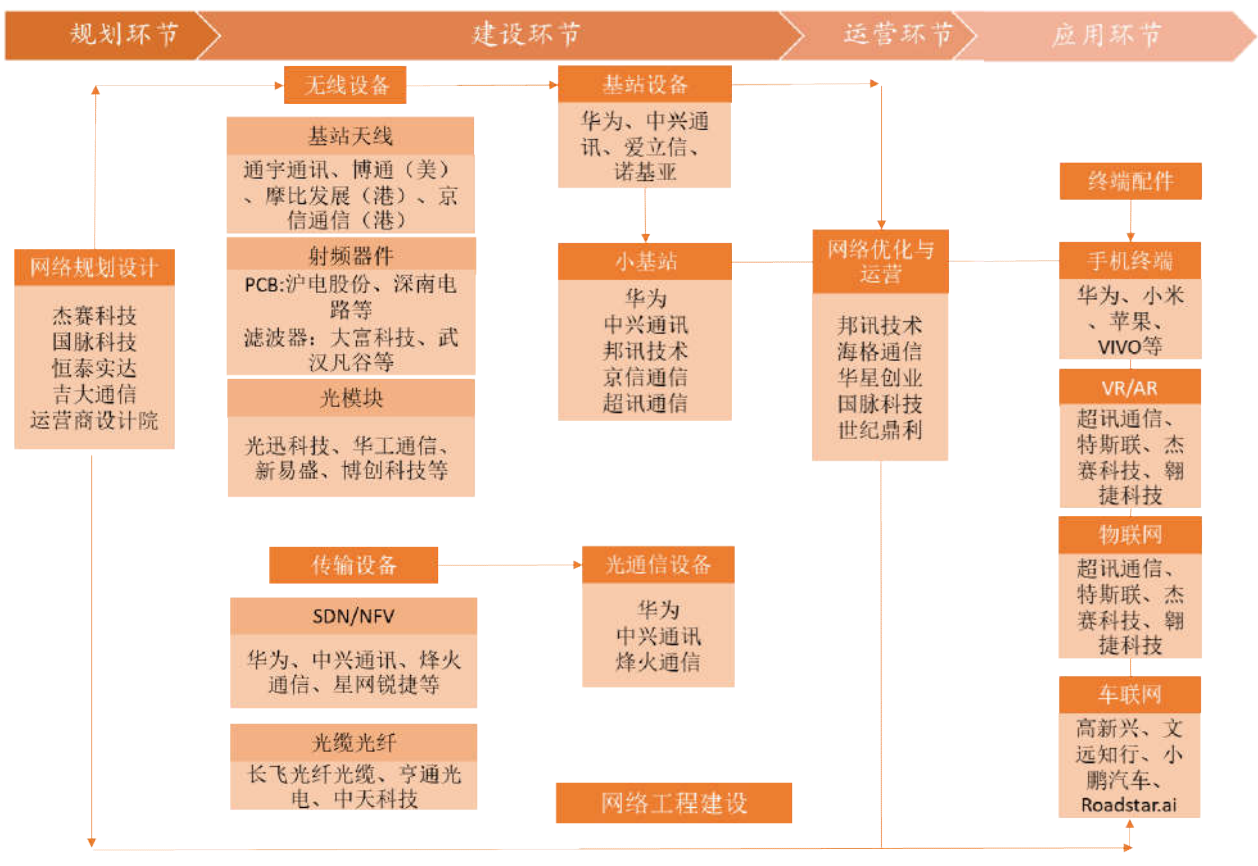 规划环节
建设环节
运营环节
应用环节
网络规划设计
杰赛科技
国脉科技
恒泰实达
吉大通信
运营商设计院
无线设备
基站天线
通宇通讯、博通（美）
、摩比发展（港）、京
信通信（港）
射频器件
PCB:沪电股份、深南电
路等
滤波器：大富科技、武
汉凡谷等
光模块
光迅科技、华工通信、
新易盛、博创科技等
传输设备
SDN/NFV
华为、中兴通讯、烽火
通信、星网锐捷等
光缆光纤
长飞光纤光缆、亨通光
电、中天科技
基站设备
华为、中兴通
讯、爱立信、
诺基亚
小基站
华为
中兴通讯
邦讯技术
京信通信
超讯通信
光通信设备
华为
中兴通讯
烽火通信
网络工程建设
网络优化与
运营
邦讯技术
海格通信
华星创业
国脉科技
世纪鼎利
终端配件
手机终端
华为、小米
、苹果、
VIVO等
VR/AR
超讯通信、
特斯联、杰
赛科技、翱
捷科技
物联网
超讯通信、
特斯联、杰
赛科技、翱
捷科技
车联网
高新兴、文
远知行、小
鹏汽车、
Roadstar.ai